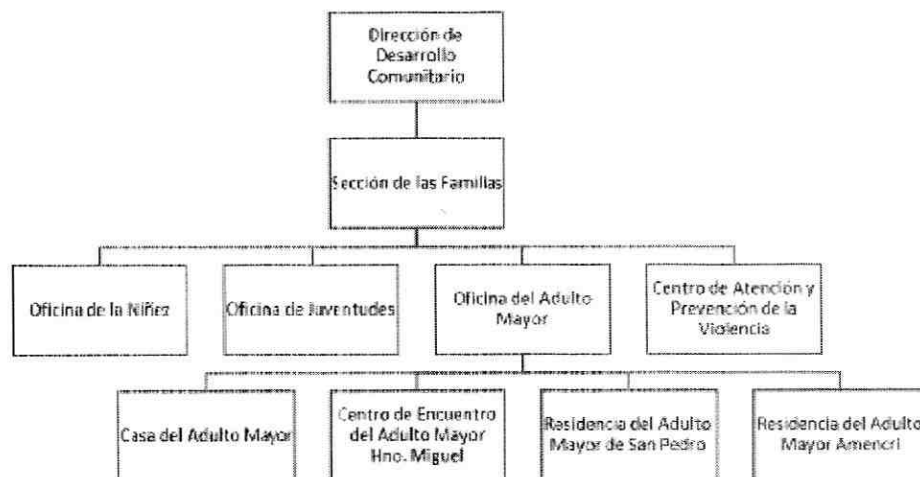 Dirección de
Desarrollo
Comunitario
Sección de las Familias
Oficina de la Niñez
Oficina de Juventudes
Oficina del Adulto
Mayor
Centro de Atención y
Prevención de la
Violencia
Casa del Adulto Mayor
Centro de Encuentro
del Adulto Mayor
Hno. Miguel
Residencia del Adulto
Mayor de San Pedro
Residencia del Adulto
Mayor Amencri